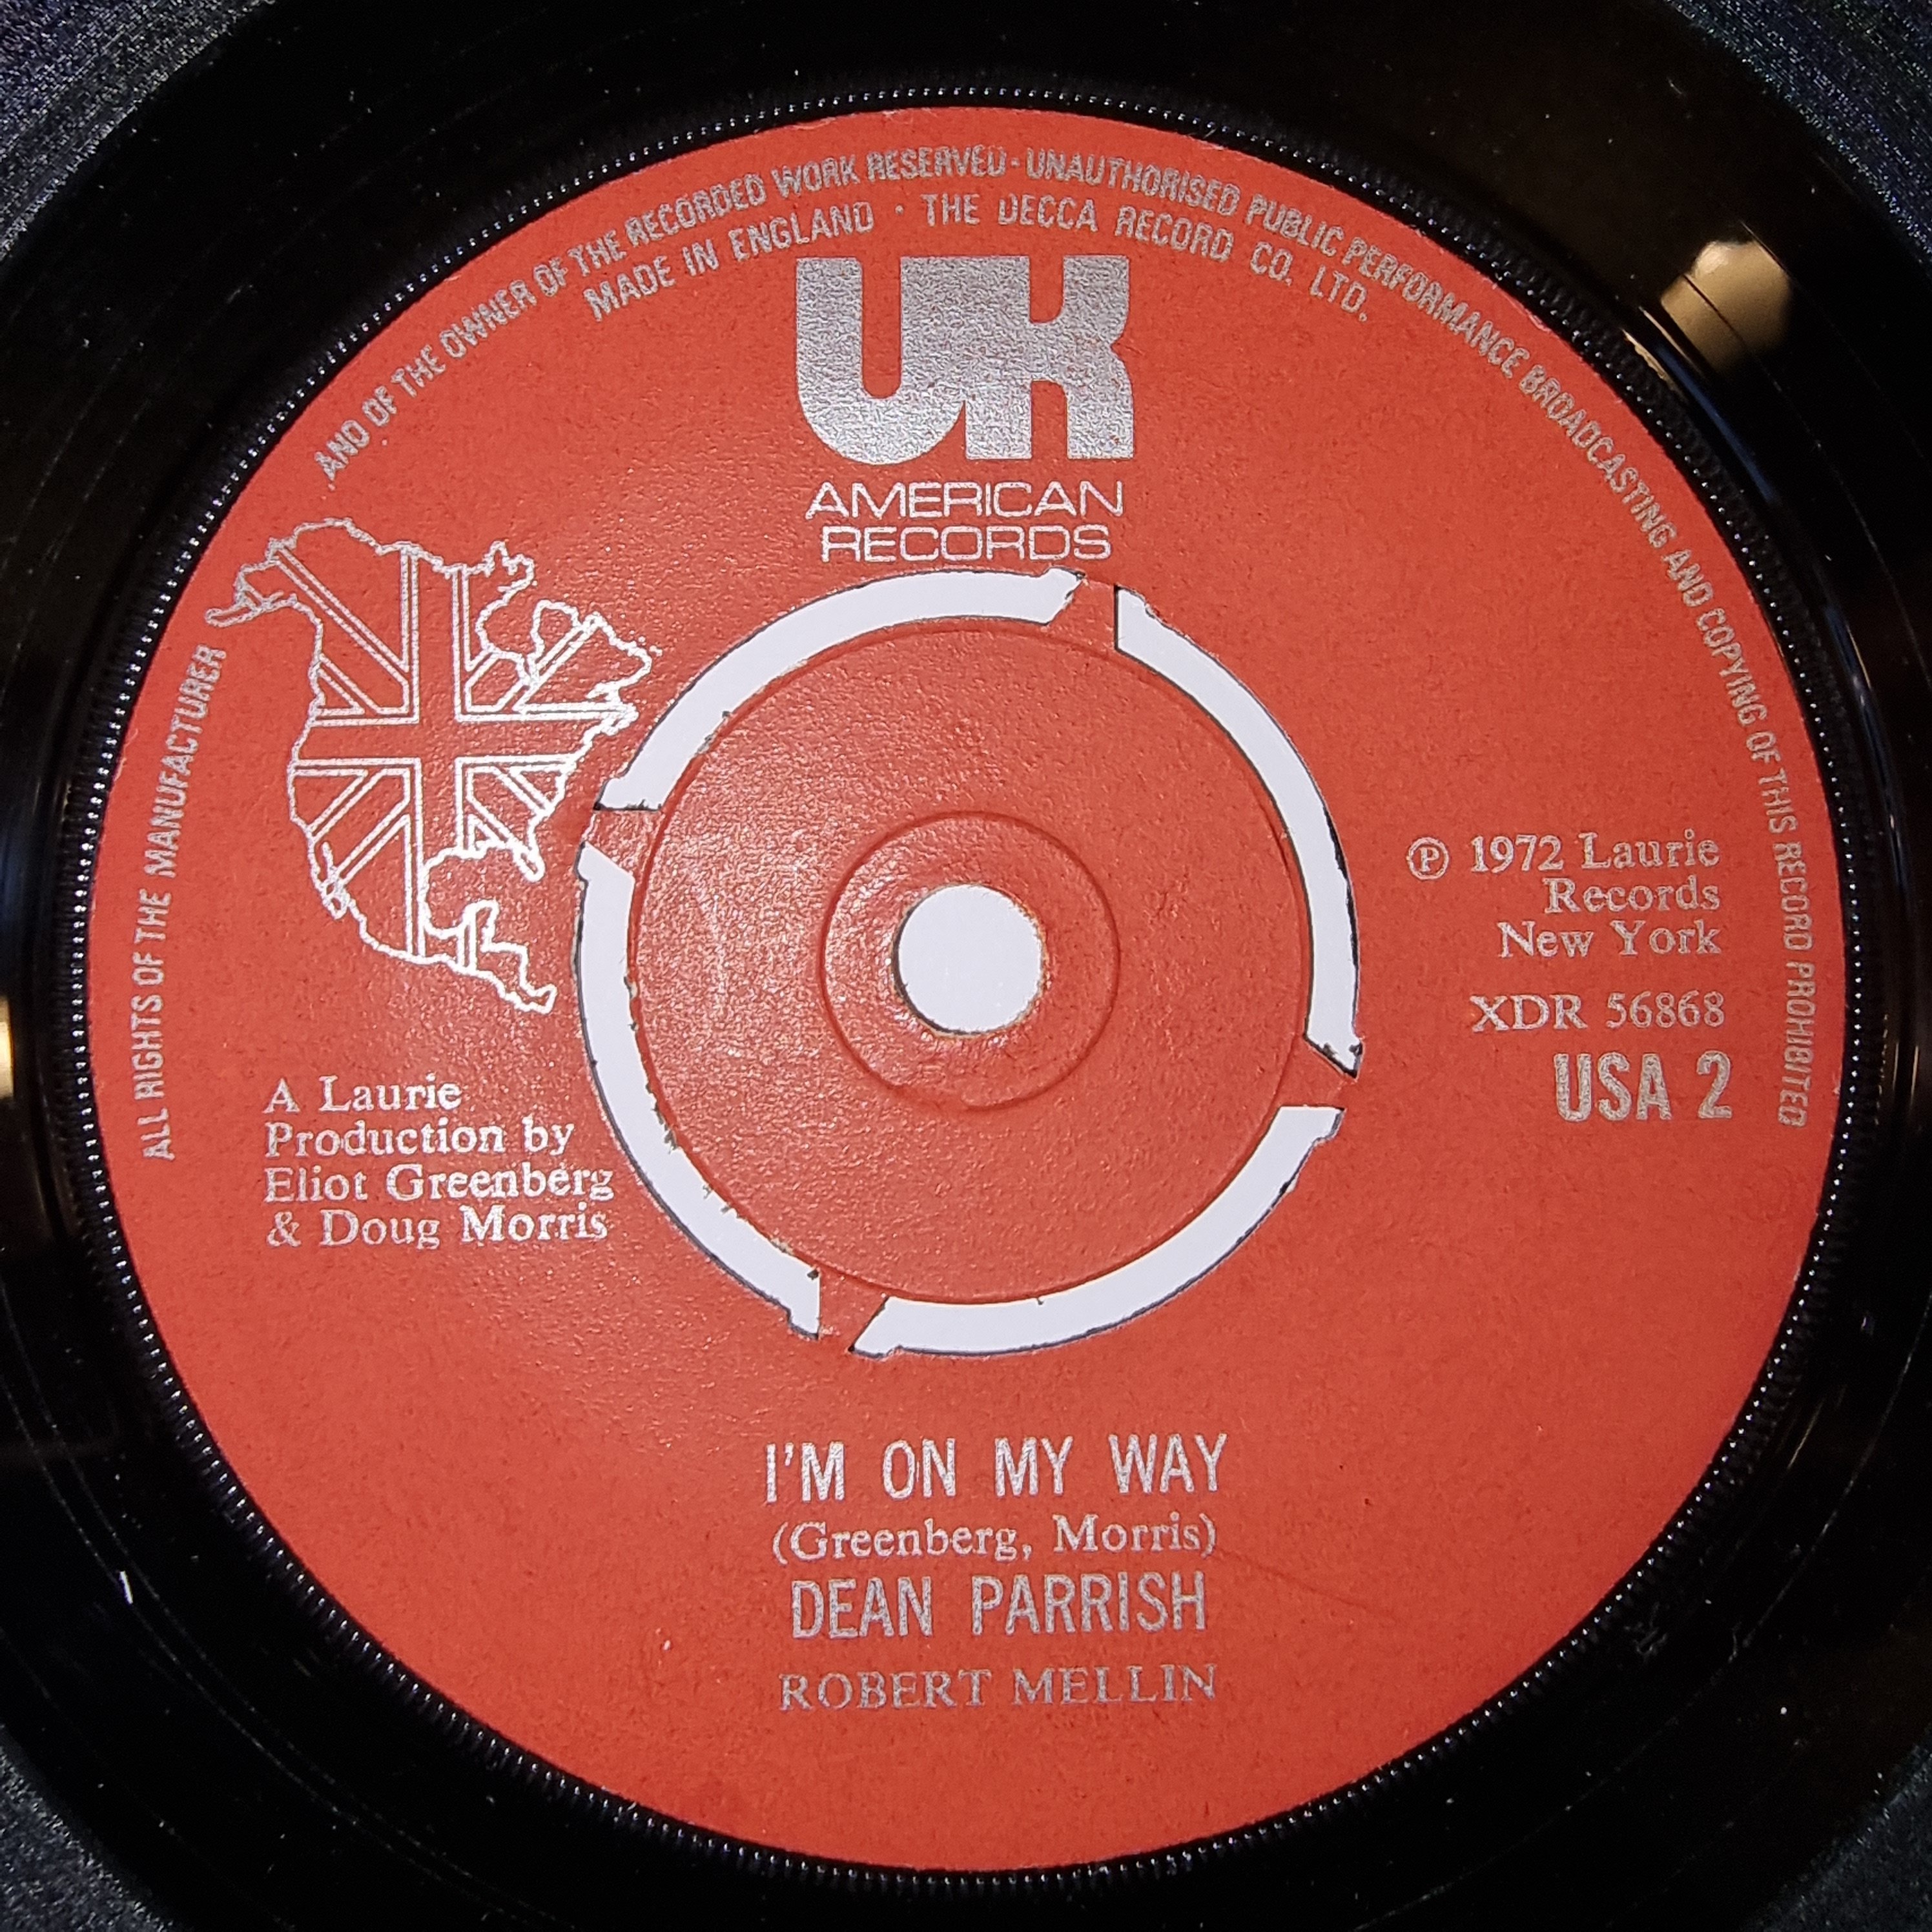 ALL RIGHTS OF THE MANUFACTURER AND OF THE OWNER OF THE RECORDED WORK RESERVED · UNAUTHORISED PUBLIC PERFORMANCE BROADCASTING AND COPYING OF THIS RECORD PROHIBITED
MADE IN ENGLAND · THE DECCA RECORD CO. LTD.
UK
AMERICAN
RECORDS
℗ 1972 Laurie
Records
New York
XDR 56868
USA 2
A Laurie
Production by
Eliot Greenberg
& Doug Morris
I'M ON MY WAY
(Greenberg, Morris)
DEAN PARRISH
ROBERT MELLIN